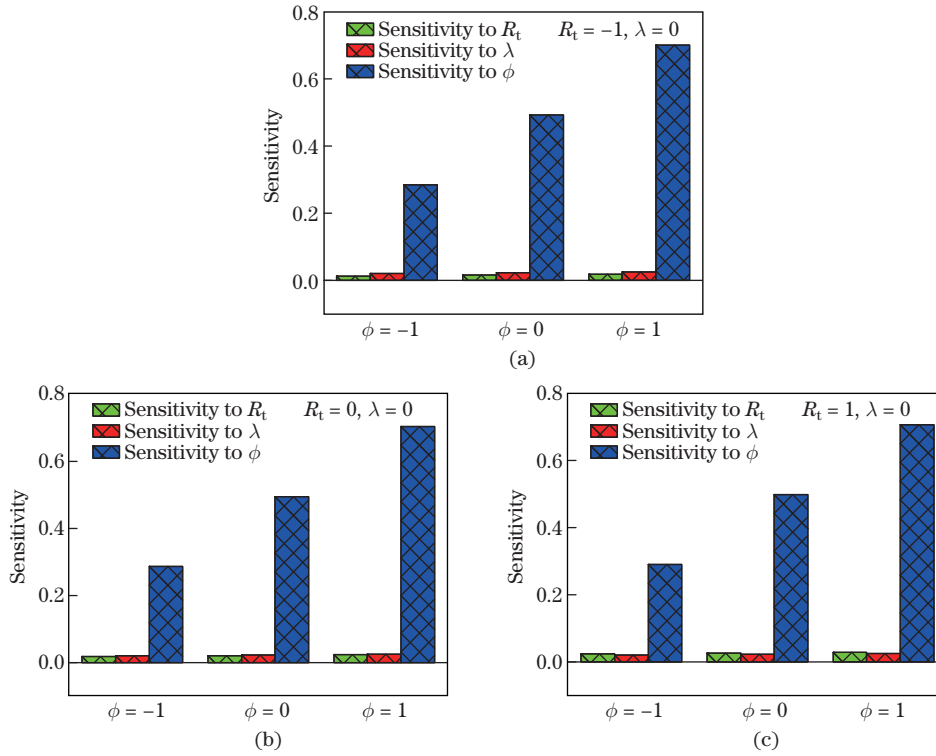 0.8
Sensitivity to Rt
Rt = −1, λ = 0
Sensitivity to λ
Sensitivity to ϕ
0.6
0.4
0.2
0.0
Sensitivity
ϕ = −1
ϕ = 0
ϕ = 1
(a)
0.8
Sensitivity to Rt
Rt = 0, λ = 0
Sensitivity to λ
Sensitivity to ϕ
0.6
0.4
0.2
0.0
Sensitivity
ϕ = −1
ϕ = 0
ϕ = 1
(b)
0.8
Sensitivity to Rt
Rt = 1, λ = 0
Sensitivity to λ
Sensitivity to ϕ
0.6
0.4
0.2
0.0
Sensitivity
ϕ = −1
ϕ = 0
ϕ = 1
(c)